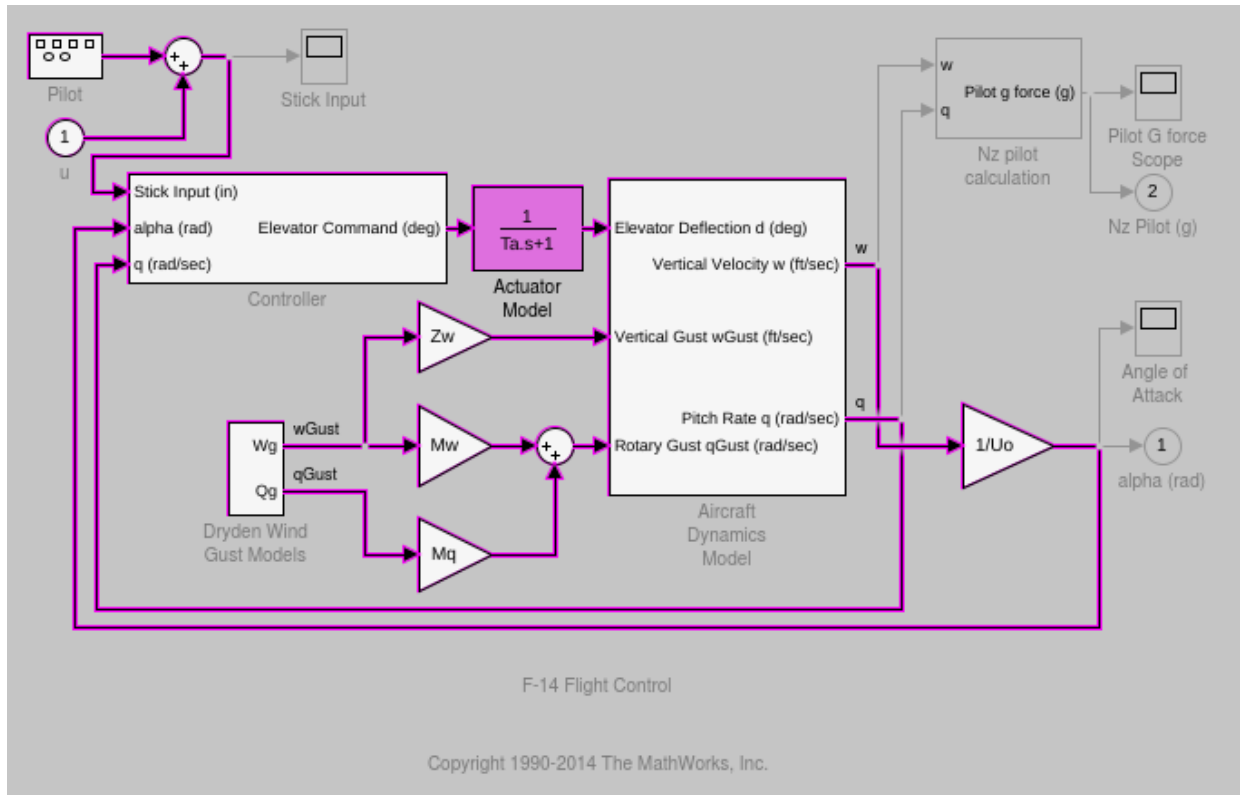 Pilot
+
+
Stick Input
1
u
w
q
Pilot g force (g)
Nz pilot
calculation
Pilot G force
Scope
2
Nz Pilot (g)
Stick Input (in)
alpha (rad)
q (rad/sec)
Elevator Command (deg)
Controller
1
Ta.s+1
Actuator
Model
Elevator Deflection d (deg)
Vertical Velocity w (ft/sec)
Vertical Gust wGust (ft/sec)
Pitch Rate q (rad/sec)
Rotary Gust qGust (rad/sec)
Aircraft
Dynamics
Model
w
q
Zw
Mw
Mq
+
+
Wg
Qg
wGust
qGust
Dryden Wind
Gust Models
1/Uo
Angle of
Attack
1
alpha (rad)
F-14 Flight Control
Copyright 1990-2014 The MathWorks, Inc.